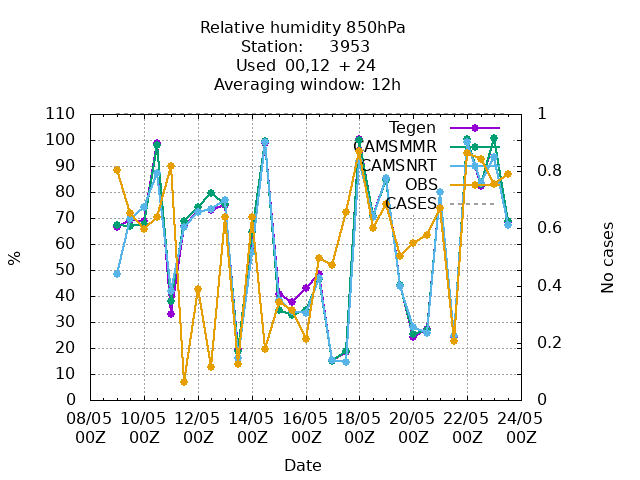 Relative humidity 850hPa
Station: 3953
Used 00,12 + 24
Averaging window: 12h
110
100
90
80
70
60
50
40
30
20
10
0
%
1
0.8
0.6
0.4
0.2
0
No cases
Tegen
CAMSMMR
CAMSNRT
OBS
CASES
08/05 10/05 12/05 14/05 16/05 18/05 20/05 22/05 24/05
00Z 00Z 00Z 00Z 00Z 00Z 00Z 00Z 00Z
Date